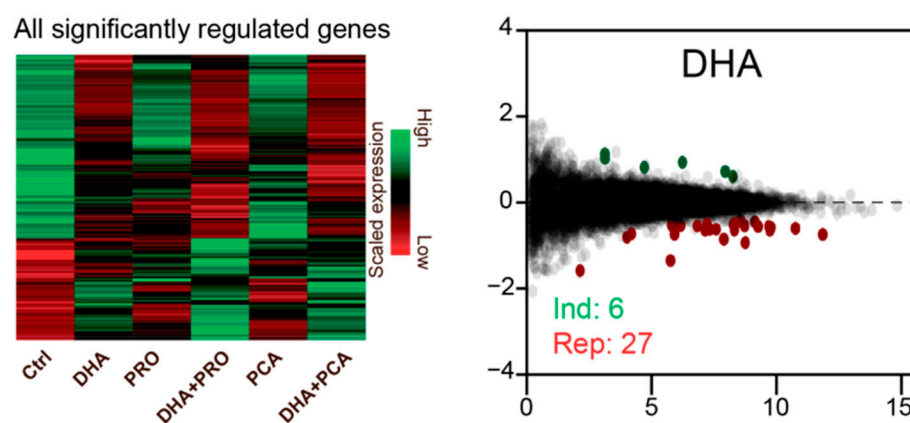 All significantly regulated genes
High
Scaled expression
Low
Ctrl
DHA
PRO
DHA+PRO
PCA
DHA+PCA
4
2
0
−2
−4
DHA
Ind: 6
Rep: 27
0
5
10
15